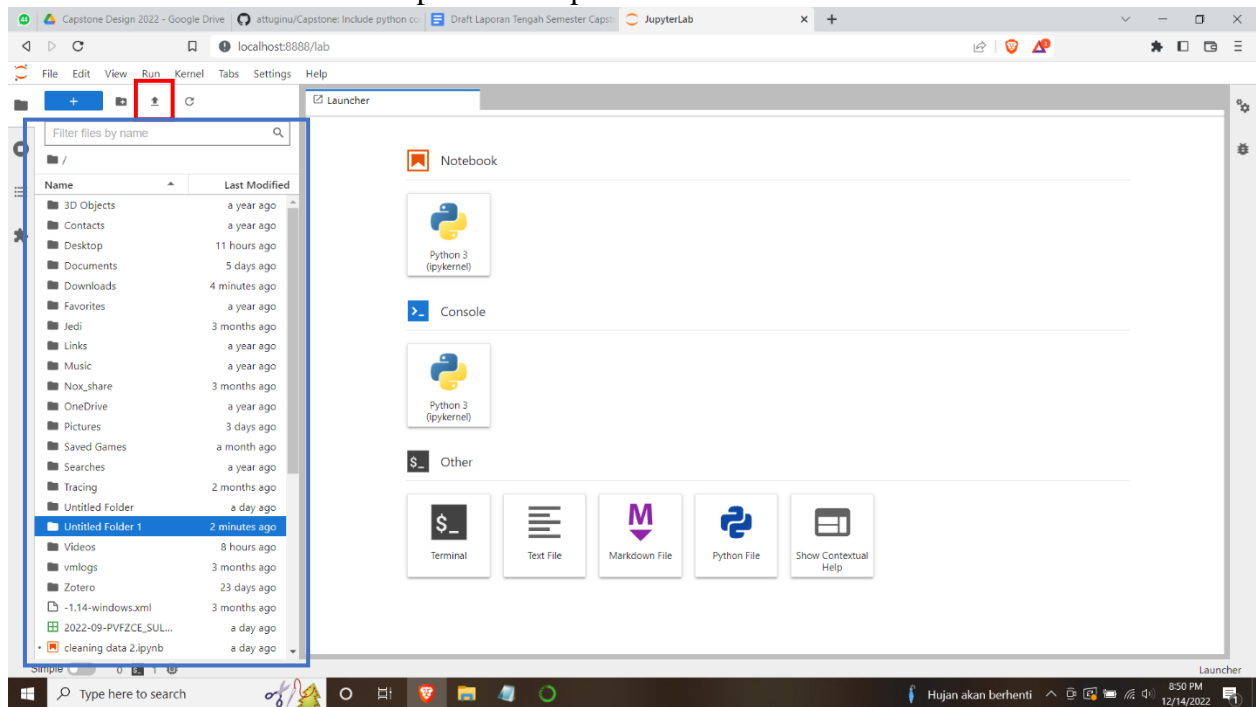 Capstone Design 2022 - Google Drive
attuginu/Capstone: Include python co
Draft Laporan Tengah Semester Capst
JupyterLab
localhost:8888/lab
File Edit View Run Kernel Tabs Settings Help
Launcher
Filter files by name
/
Name Last Modified
3D Objects a year ago
Contacts a year ago
Desktop 11 hours ago
Documents 5 days ago
Downloads 4 minutes ago
Favorites a year ago
Jedi 3 months ago
Links a year ago
Music a year ago
Nox_share 3 months ago
OneDrive a year ago
Pictures 3 days ago
Saved Games a month ago
Searches a year ago
Tracing 2 months ago
Untitled Folder a day ago
Untitled Folder 1 2 minutes ago
Videos 8 hours ago
vmlogs 3 months ago
Zotero 23 days ago
-1.14-windows.xml 3 months ago
2022-09-PVFZCE_SUL... a day ago
cleaning data 2.ipynb a day ago
Notebook
Python 3
(ipykernel)
Console
Python 3
(ipykernel)
$_ Other
$_
Terminal
Text File
Markdown File
Python File
Show Contextual
Help
Simple 0 1
Launcher
Type here to search
Hujan akan berhenti
8:50 PM
12/14/2022